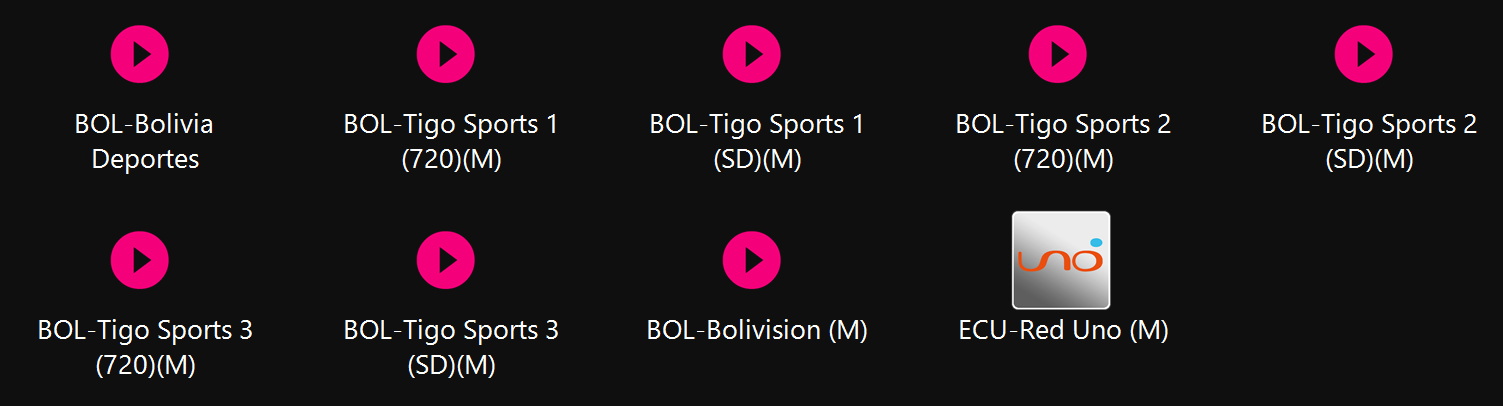 BOL-Bolivia
Deportes
BOL-Tigo Sports 1
(720)(M)
BOL-Tigo Sports 1
(SD)(M)
BOL-Tigo Sports 2
(720)(M)
BOL-Tigo Sports 2
(SD)(M)
BOL-Tigo Sports 3
(720)(M)
BOL-Tigo Sports 3
(SD)(M)
BOL-Bolivision (M)
uno
ECU-Red Uno (M)